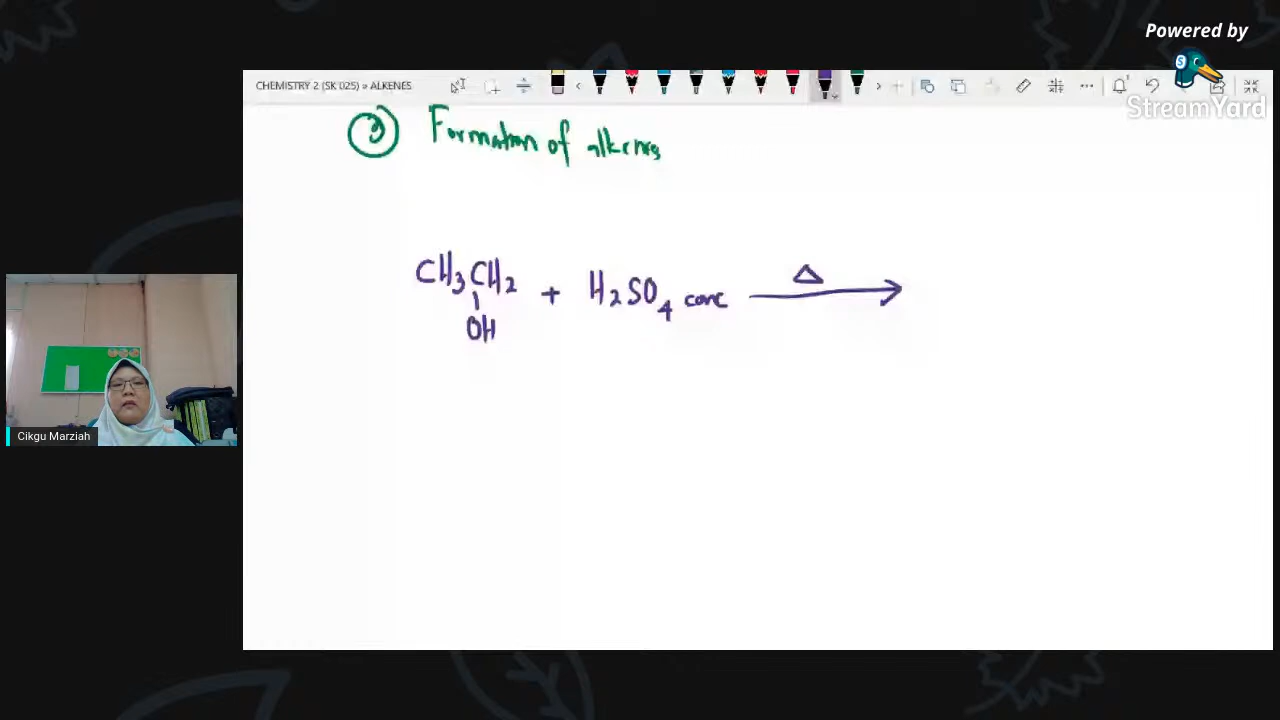 Powered by
StreamYard
CHEMISTRY 2 (SK 025) » ALKENES
③ Formation of alkenes
CH₃CH₂ + H₂SO₄ conc Δ →
OH
Cikgu Marziah